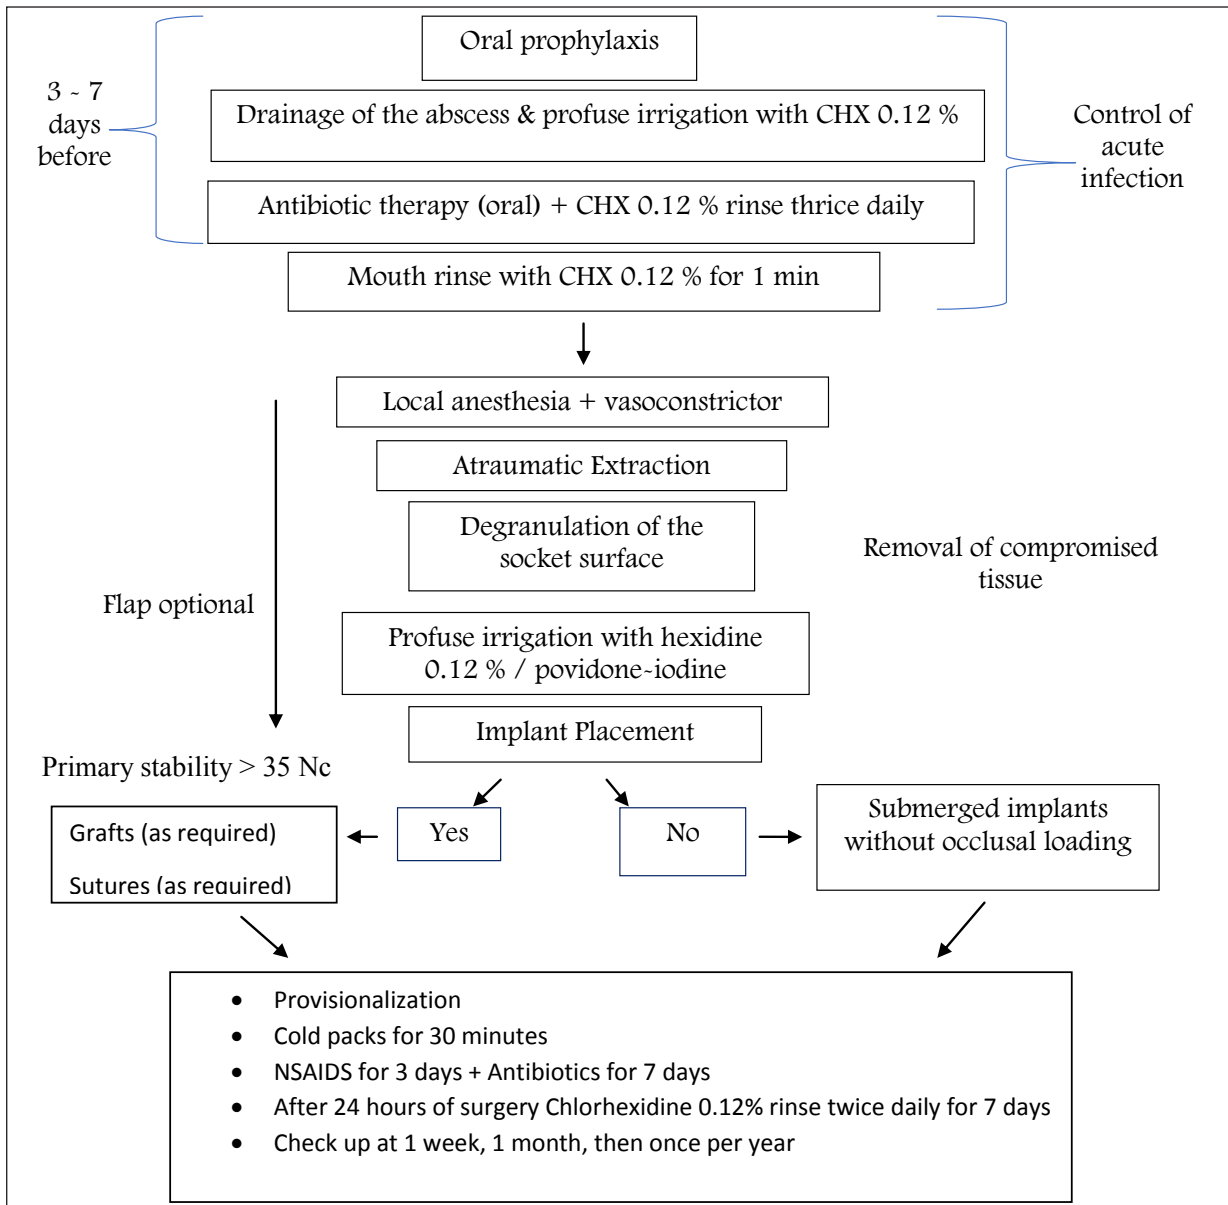 Oral prophylaxis
3 - 7
days
before
Drainage of the abscess & profuse irrigation with CHX 0.12 %
Control of
acute
infection
Antibiotic therapy (oral) + CHX 0.12 % rinse thrice daily
Mouth rinse with CHX 0.12 % for 1 min
Local anesthesia + vasoconstrictor
Atraumatic Extraction
Degranulation of the
socket surface
Removal of compromised
tissue
Flap optional
Profuse irrigation with hexidine
0.12 % / povidone-iodine
Implant Placement
Primary stability > 35 Nc
Grafts (as required)
Sutures (as required)
Yes
No
Submerged implants
without occlusal loading
• Provisionalization
• Cold packs for 30 minutes
• NSAIDS for 3 days + Antibiotics for 7 days
• After 24 hours of surgery Chlorhexidine 0.12% rinse twice daily for 7 days
• Check up at 1 week, 1 month, then once per year